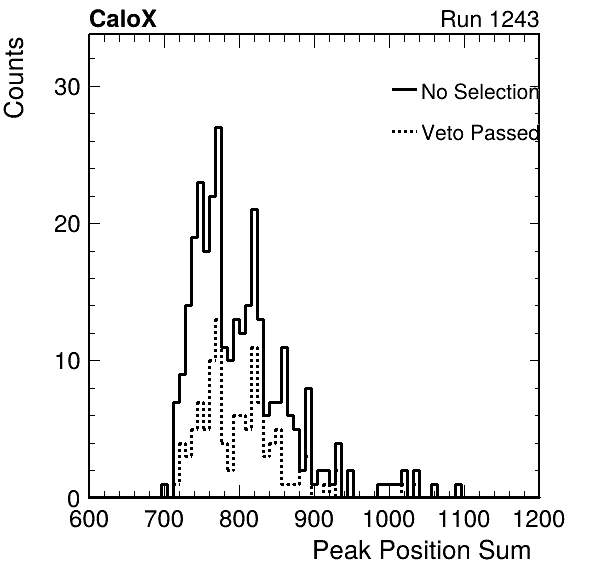 CaloX Run 1243
Counts
30
20
10
0
No Selection
Veto Passed
600 700 800 900 1000 1100 1200
Peak Position Sum